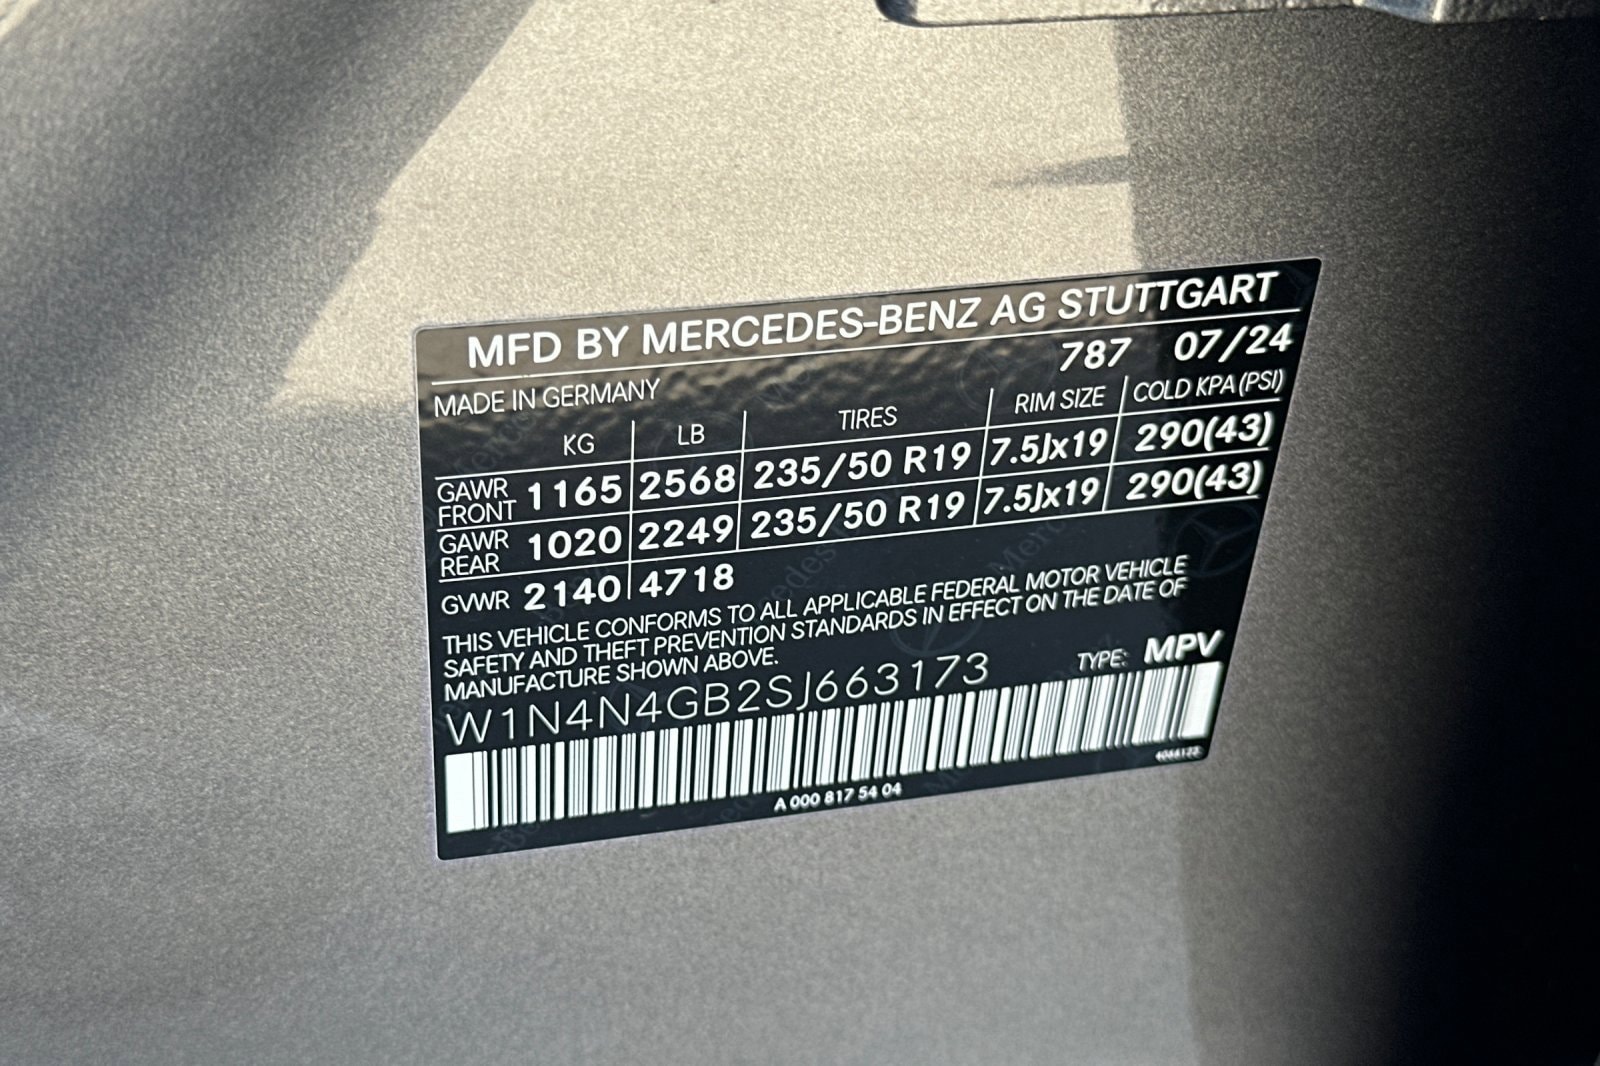 MFD BY MERCEDES-BENZ AG STUTTGART
787 07/24
MADE IN GERMANY
KG LB TIRES RIM SIZE COLD KPA (PSI)
GAWR FRONT 1165 2568 235/50 R19 7.5Jx19 290(43)
GAWR REAR 1020 2249 235/50 R19 7.5Jx19 290(43)
GVWR 2140 4718
THIS VEHICLE CONFORMS TO ALL APPLICABLE FEDERAL MOTOR VEHICLE
SAFETY AND THEFT PREVENTION STANDARDS IN EFFECT ON THE DATE OF
MANUFACTURE SHOWN ABOVE.
TYPE: MPV
W1N4N4GB2SJ663173
A 000 817 54 04